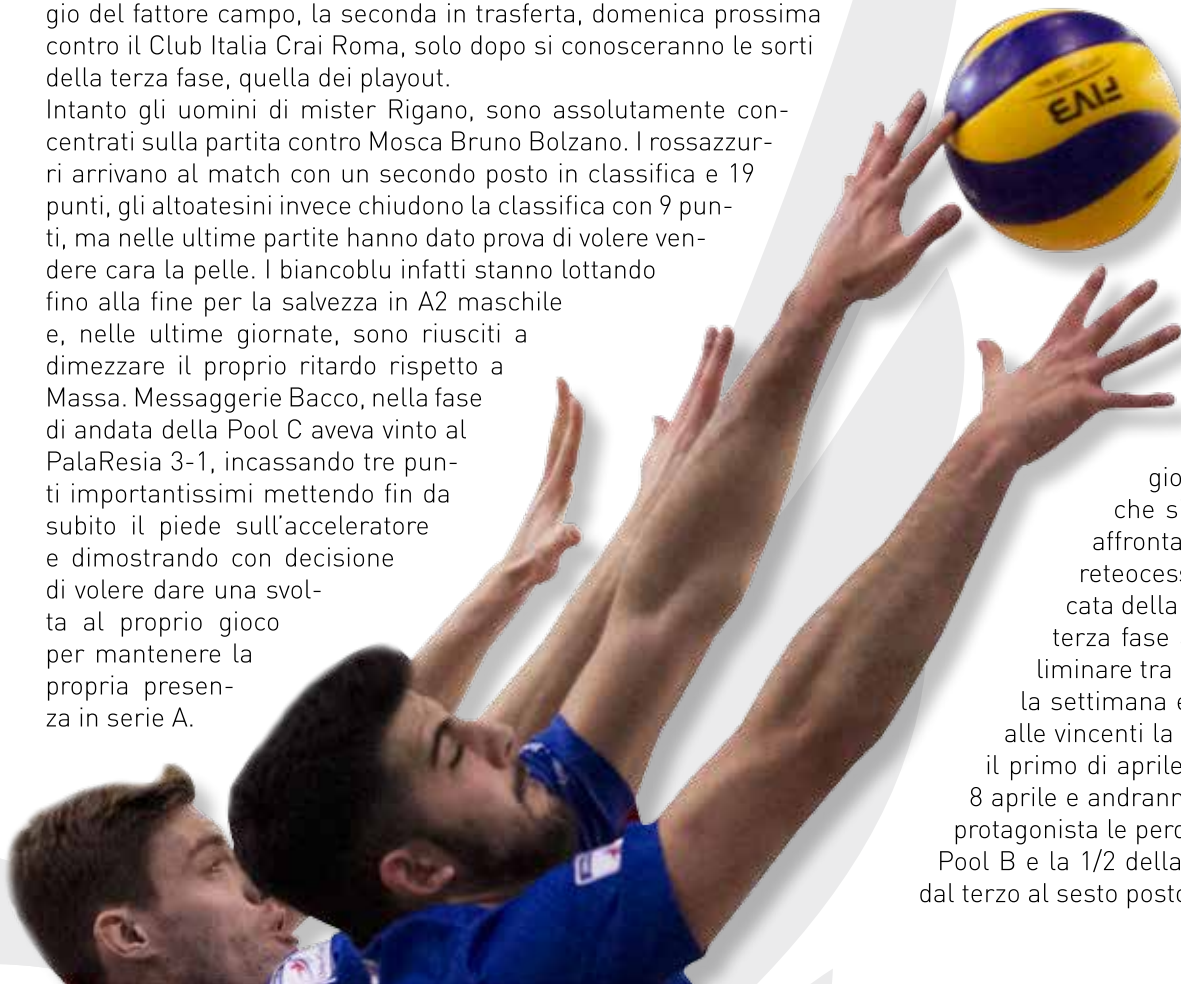 gio del fattore campo, la seconda in trasferta, domenica prossima
contro il Club Italia Crai Roma, solo dopo si conosceranno le sorti
della terza fase, quella dei playout.
Intanto gli uomini di mister Rigano, sono assolutamente con-
centrati sulla partita contro Mosca Bruno Bolzano. I rossazzur-
ri arrivano al match con un secondo posto in classifica e 19
punti, gli altoatesini invece chiudono la classifica con 9 pun-
ti, ma nelle ultime partite hanno dato prova di volere ven-
dere cara la pelle. I biancoblu infatti stanno lottando
fino alla fine per la salvezza in A2 maschile
e, nelle ultime giornate, sono riusciti a
dimezzare il proprio ritardo rispetto a
Massa. Messaggerie Bacco, nella fase
di andata della Pool C aveva vinto al
PalaResia 3-1, incassando tre pun-
ti importantissimi mettendo fin da
subito il piede sull'acceleratore
e dimostrando con decisione
di volere dare una svol-
ta al proprio gioco
per mantenere la
propria presen-
za in serie A.
gio
che s
affronta
reteocess
cata della
terza fase
liminare tra
la settimana e
alle vincenti la
il primo di aprile
8 aprile e andrann
protagonista le perd
Pool B e la 1/2 della
dal terzo al sesto posto
FIVB